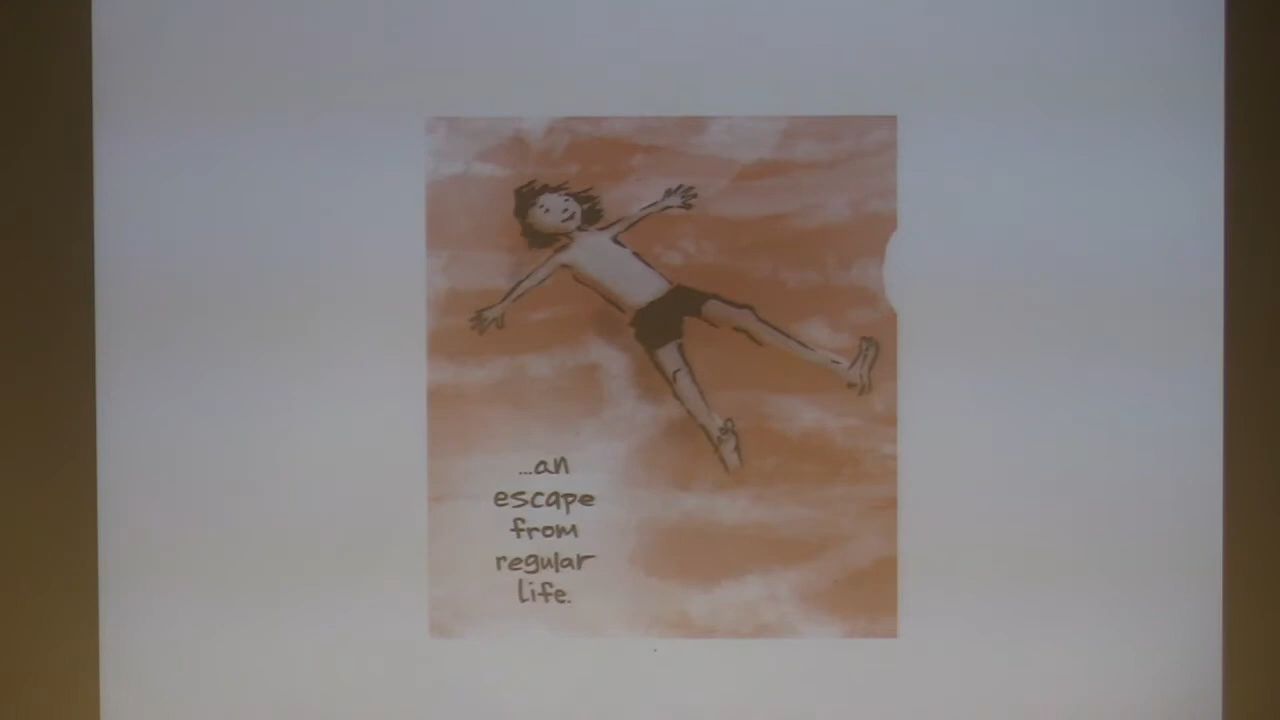 ...an
escape
from
regular
life.